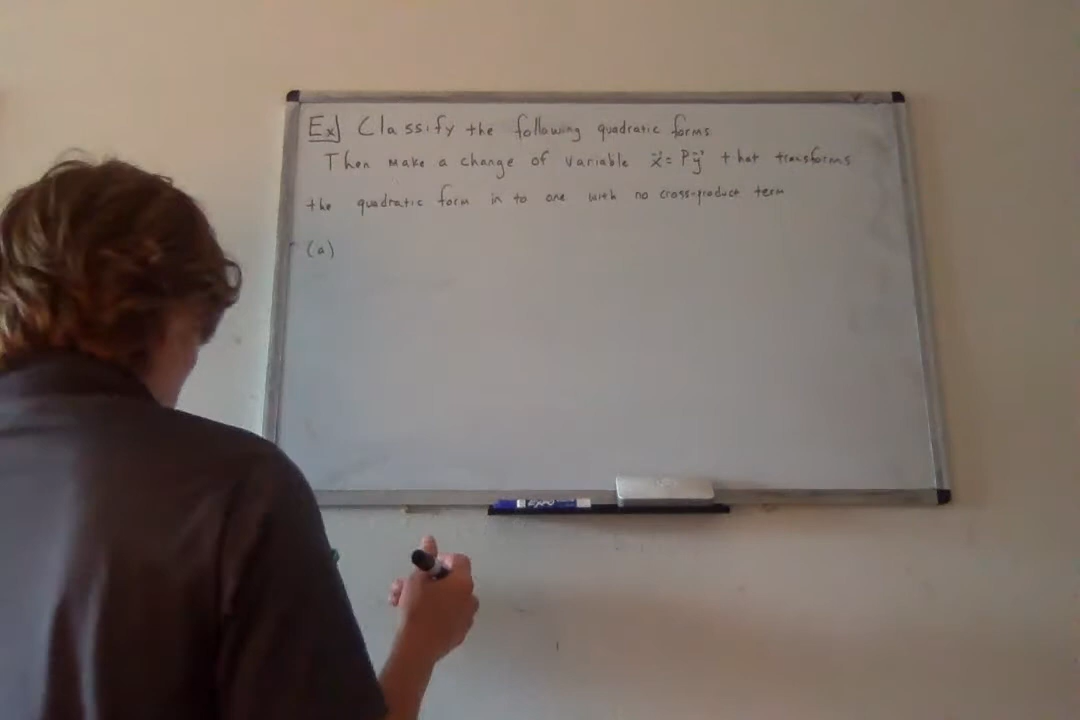 Ex] Classify the following quadratic forms.
Then make a change of variable x⃗ = Py⃗ that transforms
the quadratic form in to one with no cross-product term
(a)
EXPO